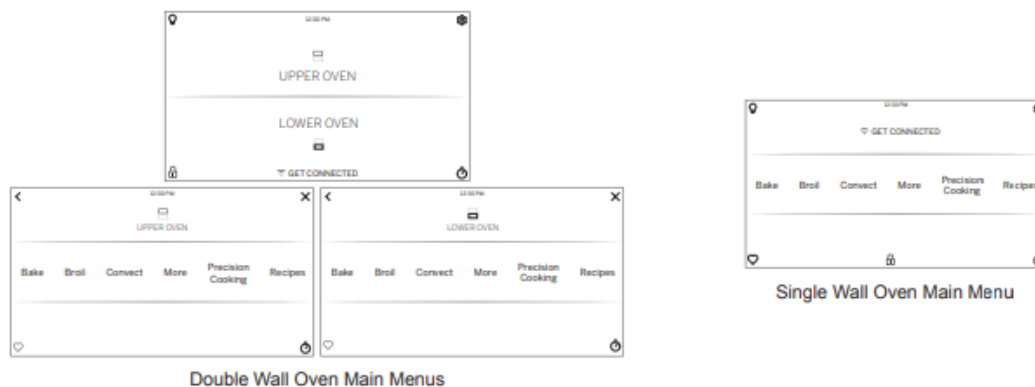 12:00 PM
UPPER OVEN
LOWER OVEN
GET CONNECTED
12:00 PM
UPPER OVEN
Bake Broil Convect More Precision Cooking Recipes
12:00 PM
LOWER OVEN
Bake Broil Convect More Precision Cooking Recipes
Double Wall Oven Main Menus
GET CONNECTED
Bake Broil Convect More Precision Cooking Recipes
Single Wall Oven Main Menu